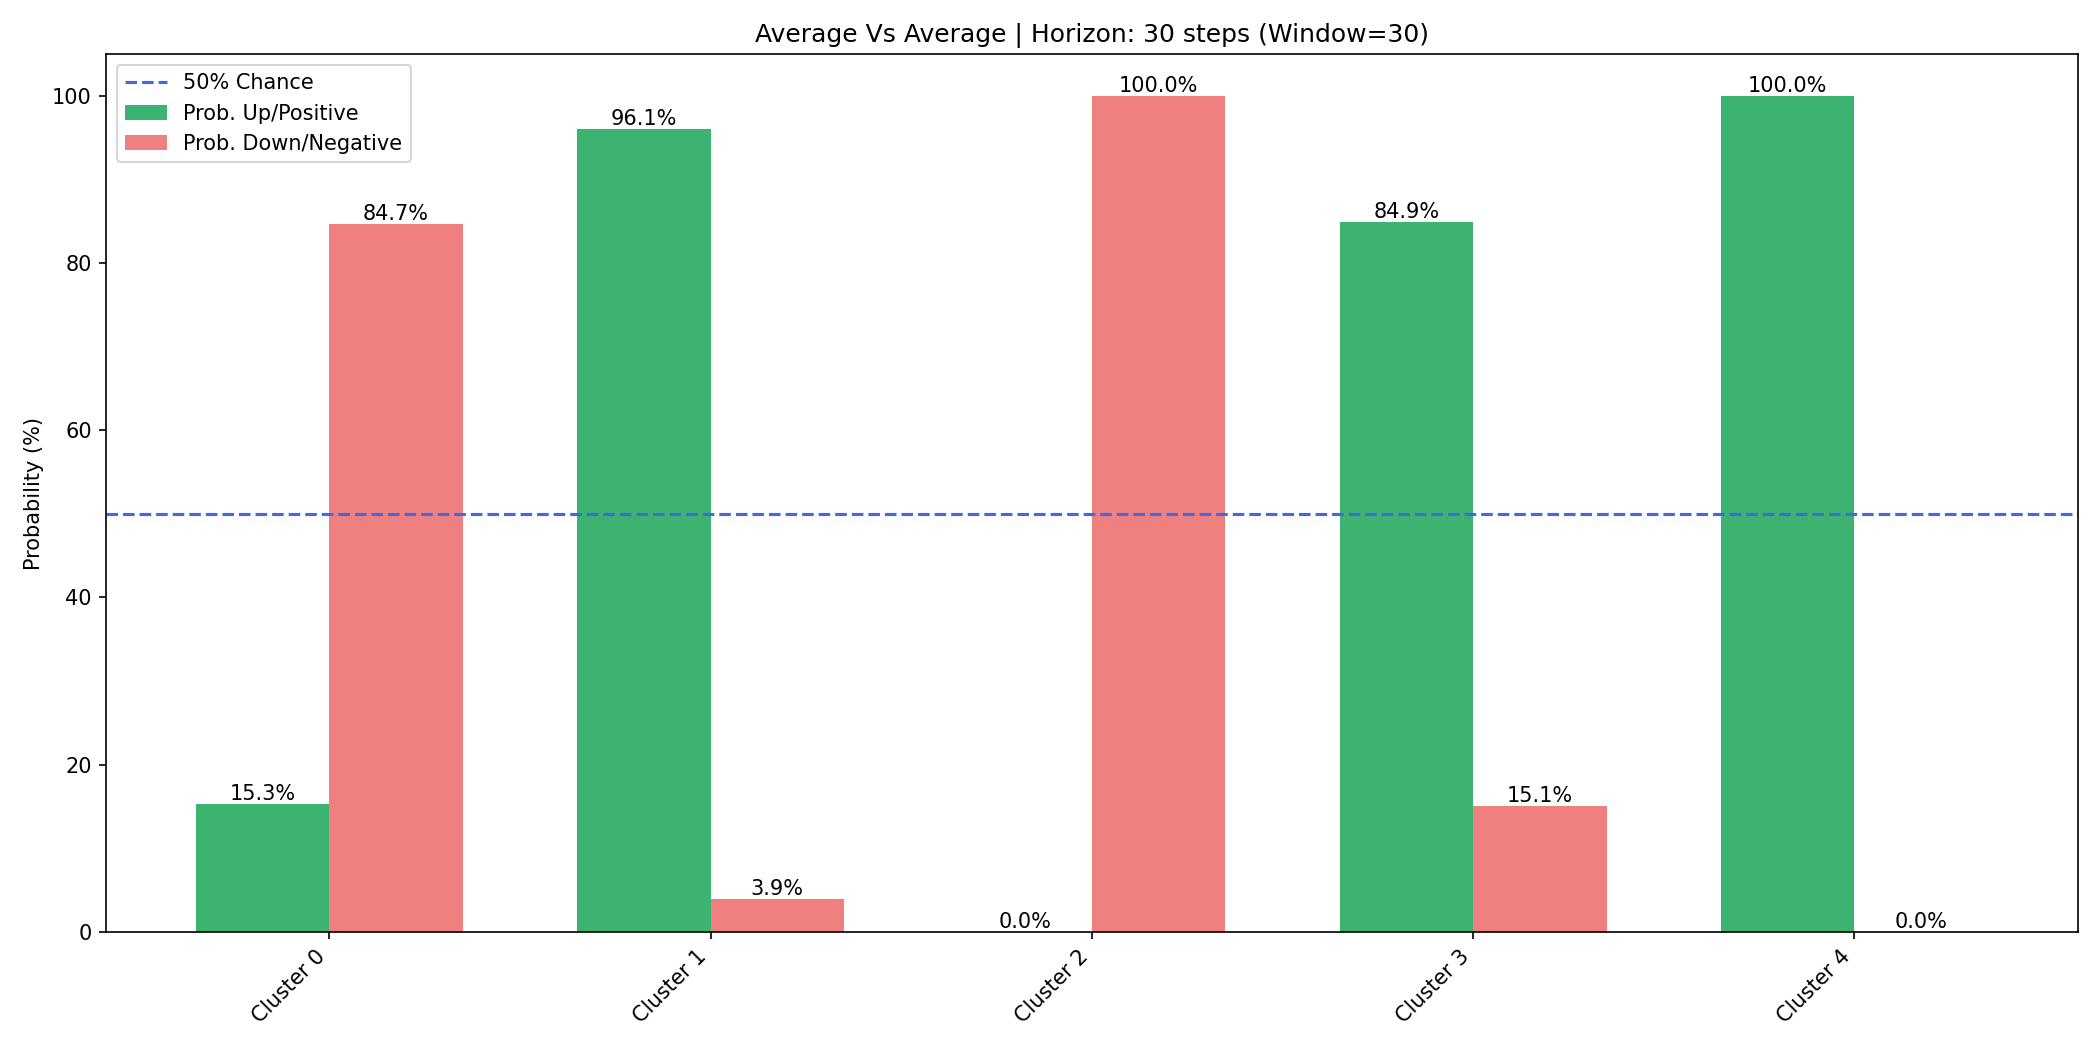 Average Vs Average | Horizon: 30 steps (Window=30)
50% Chance
Prob. Up/Positive
Prob. Down/Negative
Probability (%)
100
80
60
40
20
0
15.3%
84.7%
96.1%
3.9%
0.0%
100.0%
84.9%
15.1%
100.0%
0.0%
Cluster 0
Cluster 1
Cluster 2
Cluster 3
Cluster 4